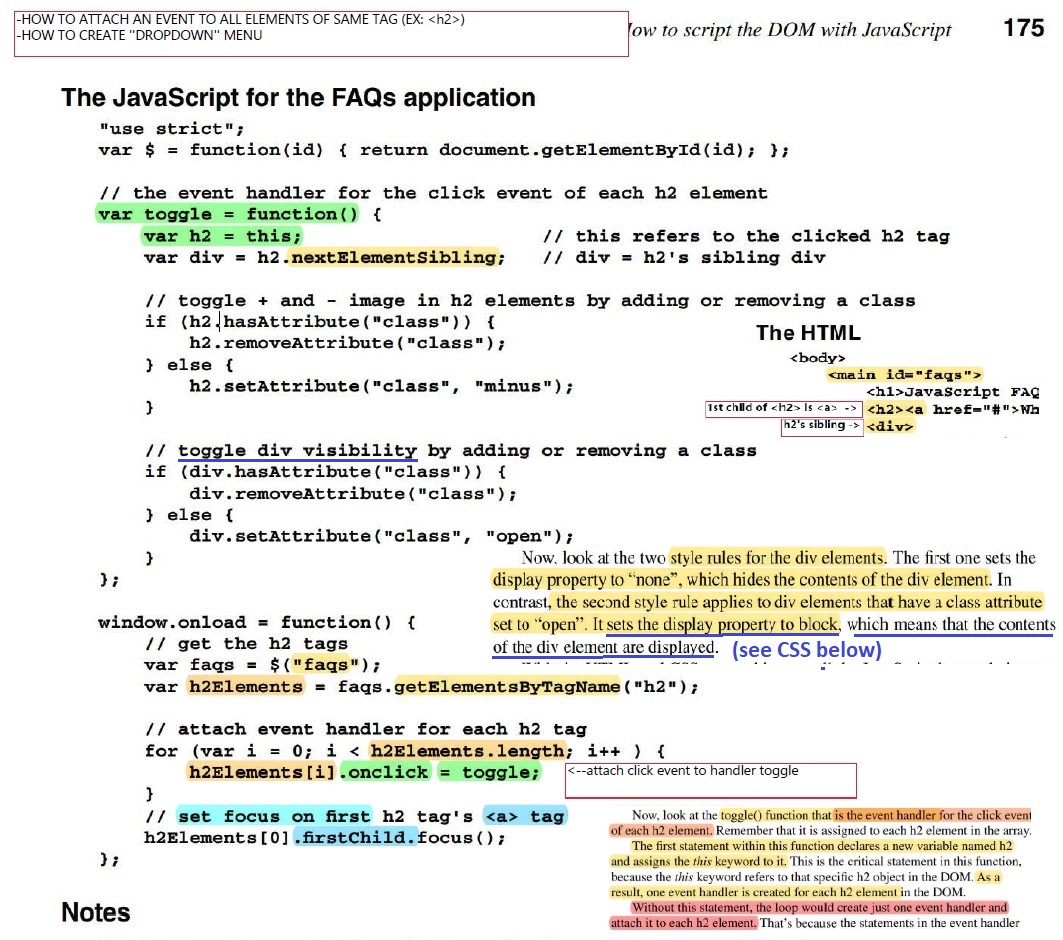 -HOW TO ATTACH AN EVENT TO ALL ELEMENTS OF SAME TAG (EX: <h2>)
-HOW TO CREATE "DROPDOWN" MENU
ow to script the DOM with JavaScript 175
The JavaScript for the FAQs application
"use strict";
var $ = function(id) { return document.getElementById(id); };
// the event handler for the click event of each h2 element
var toggle = function() {
var h2 = this; // this refers to the clicked h2 tag
var div = h2.nextElementSibling; // div = h2's sibling div
// toggle + and - image in h2 elements by adding or removing a class
if (h2.hasAttribute("class")) {
h2.removeAttribute("class");
} else {
h2.setAttribute("class", "minus");
}
The HTML
<body>
<main id="faqs">
<h1>JavaScript FAQ
1st child of <h2> is <a> -> <h2><a href="#">Wh
h2's sibling -> <div>
// toggle div visibility by adding or removing a class
if (div.hasAttribute("class")) {
div.removeAttribute("class");
} else {
div.setAttribute("class", "open");
}
};
Now, look at the two style rules for the div elements. The first one sets the
display property to “none”, which hides the contents of the div element. In
contrast, the second style rule applies to div elements that have a class attribute
set to “open”. It sets the display property to block, which means that the contents
of the div element are displayed. (see CSS below)
window.onload = function() {
// get the h2 tags
var faqs = $("faqs");
var h2Elements = faqs.getElementsByTagName("h2");
// attach event handler for each h2 tag
for (var i = 0; i < h2Elements.length; i++ ) {
h2Elements[i].onclick = toggle; <--attach click event to handler toggle
}
// set focus on first h2 tag's <a> tag
h2Elements[0].firstChild.focus();
};
Now, look at the toggle() function that is the event handler for the click event
of each h2 element. Remember that it is assigned to each h2 element in the array.
The first statement within this function declares a new variable named h2
and assigns the this keyword to it. This is the critical statement in this function,
because the this keyword refers to that specific h2 object in the DOM. As a
result, one event handler is created for each h2 element in the DOM.
Without this statement, the loop would create just one event handler and
attach it to each h2 element. That’s because the statements in the event handler
Notes